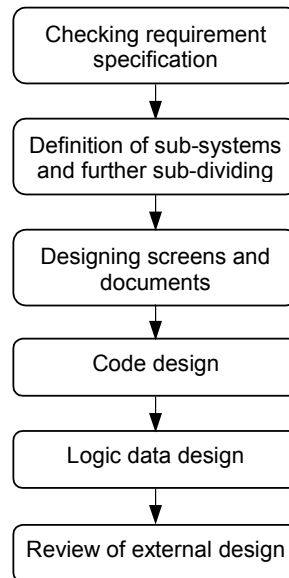 Checking requirement
specification
Definition of sub-systems
and further sub-dividing
Designing screens and
documents
Code design
Logic data design
Review of external design